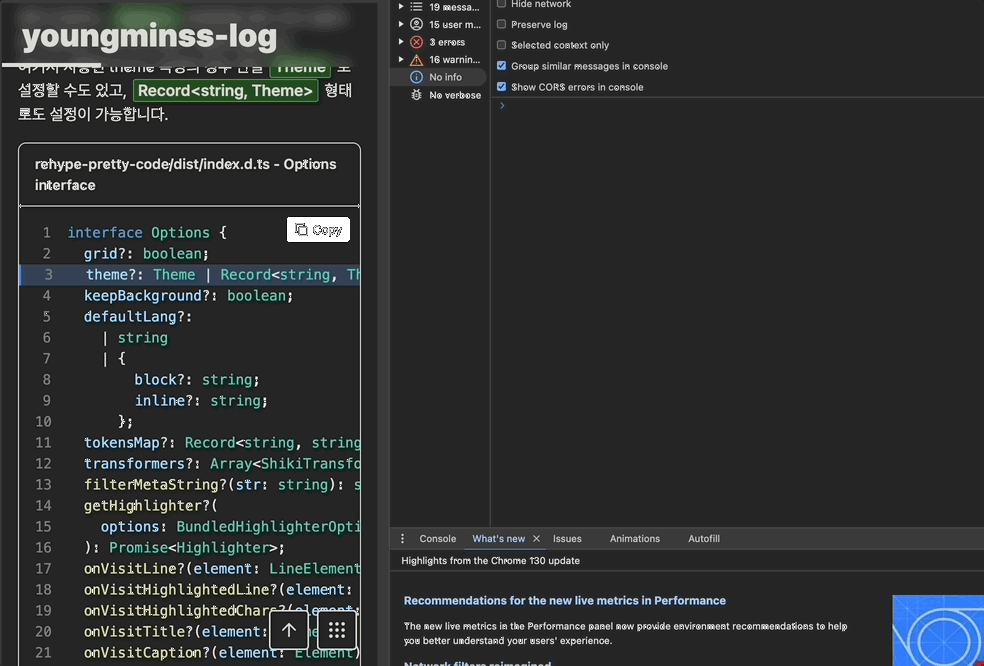 youngminss-log
Theme
설정할 수도 있고, Record<string, Theme> 형태
로도 설정이 가능합니다.
rehype-pretty-code/dist/index.d.ts - Options
interface
Copy
1 interface Options {
2 grid?: boolean;
3 theme?: Theme | Record<string, Th
4 keepBackground?: boolean;
5 defaultLang?:
6 | string
7 | {
8 block?: string;
9 inline?: string;
10 };
11 tokensMap?: Record<string, string
12 transformers?: Array<ShikiTransfo
13 filterMetaString?(str: string): s
14 getHighlighter?(
15 options: BundledHighlighterOpti
16 ): Promise<Highlighter>;
17 onVisitLine?(element: LineElement
18 onVisitHighlightedLine?(element:
19 onVisitHighlightedChars?(element:
20 onVisitTitle?(element:
21 onVisitCaption?(element: Element)
19 messa...
15 user m...
3 errors
16 warnin...
No info
No verbose
Hide network
Preserve log
Selected context only
Group similar messages in console
Show CORS errors in console
Console What's new Issues Animations Autofill
Highlights from the Chrome 130 update
Recommendations for the new live metrics in Performance
The new live metrics in the Performance panel now provide environment recommendations to help
you better understand your users' experience.
Network filters reimagined